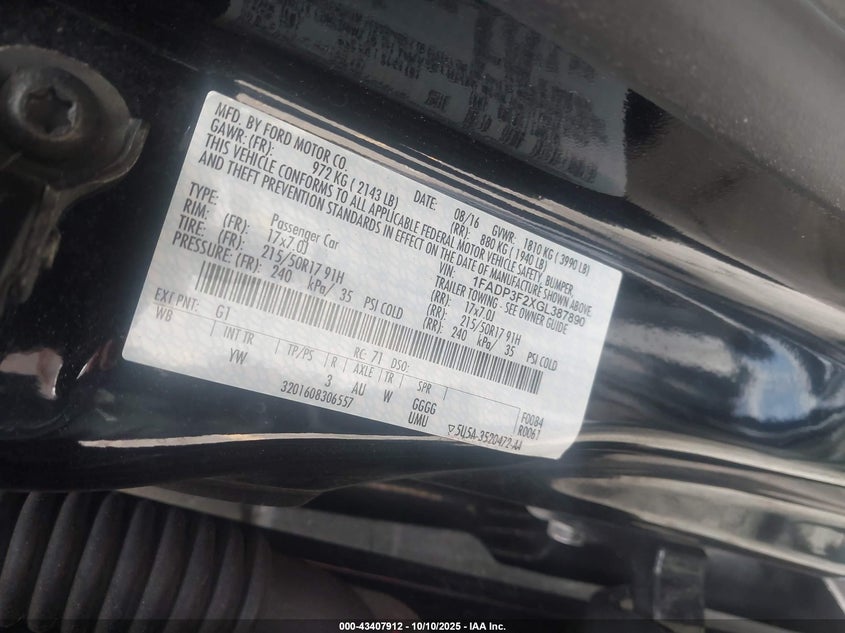 MFD. BY FORD MOTOR CO. DATE: 08/16 GVWR: 1810 KG ( 3990 LB)
GAWR: (FR): 972 KG ( 2143 LB) (RR): 880 KG ( 1940 LB)
THIS VEHICLE CONFORMS TO ALL APPLICABLE FEDERAL MOTOR VEHICLE SAFETY, BUMPER
AND THEFT PREVENTION STANDARDS IN EFFECT ON THE DATE OF MANUFACTURE SHOWN ABOVE.
VIN: 1FADP3F2XGL387890
TYPE: Passenger Car TRAILER TOWING - SEE OWNER GUIDE
RIM: (FR): 17x7.0J (RR): 17x7.0J
TIRE: (FR): 215/50R17 91H (RR): 215/50R17 91H
PRESSURE: (FR): 240 kPa/ 35 PSI COLD (RR): 240 kPa/ 35 PSI COLD
EXT PNT: G1 RC: 71 DSO:
WB INT TR TP/PS R AXLE TR SPR
YW 3 AU W GGGG F0084
UMU R0061
3201608306557 ▽5U5A-3520472-AA
000-43407912 - 10/10/2025 - IAA Inc.